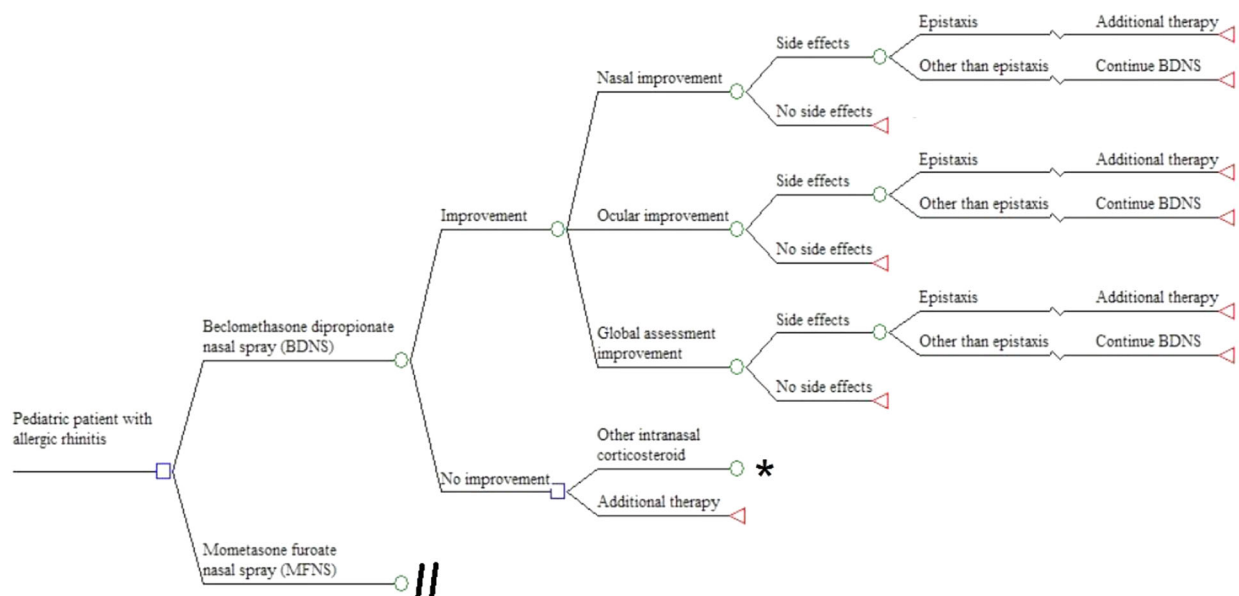 Epistaxis
Additional therapy
Side effects
Other than epistaxis
Continue BDNS
Nasal improvement
No side effects
Epistaxis
Additional therapy
Side effects
Other than epistaxis
Continue BDNS
Improvement
Ocular improvement
No side effects
Epistaxis
Additional therapy
Side effects
Other than epistaxis
Continue BDNS
Beclomethasone dipropionate
nasal spray (BDNS)
Global assessment
improvement
No side effects
Pediatric patient with
allergic rhinitis
Other intranasal
corticosteroid
*
No improvement
Additional therapy
Mometasone furoate
nasal spray (MFNS)
//